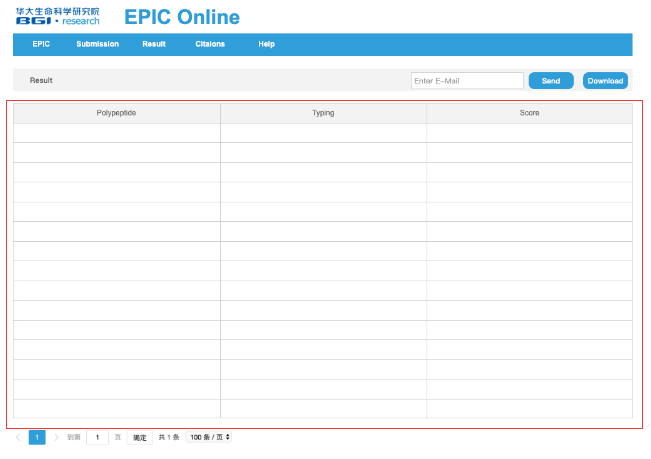 华大生命科学研究院
BGI · research
EPIC Online
EPIC Submission Result Citaions Help
Result Enter E-Mail Send Download
Polypeptide Typing Score
< 1 > 到第 1 页 确定 共 1 条 100 条 / 页